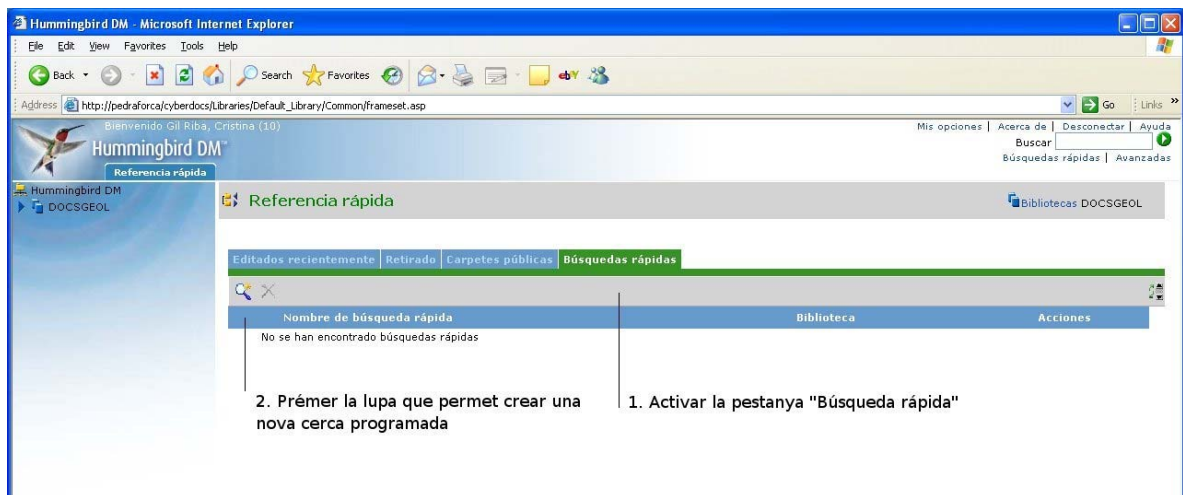 Hummingbird DM - Microsoft Internet Explorer
File Edit View Favorites Tools Help
Back Search Favorites ebY
Address http://pedraforca/cyberdocs/Libraries/Default_Library/Common/frameset.asp Go Links »
Bienvenido Gil Riba, Cristina (10) Mis opciones | Acerca de | Desconectar | Ayuda
Hummingbird DM™ Buscar
Referencia rápida Búsquedas rápidas | Avanzadas
Hummingbird DM
DOCSGEOL
Referencia rápida Bibliotecas DOCSGEOL
Editados recientemente Retirado Carpetes públicas Búsquedas rápidas
Nombre de búsqueda rápida Biblioteca Acciones
No se han encontrado búsquedas rápidas
2. Prémer la lupa que permet crear una
nova cerca programada
1. Activar la pestanya "Búsqueda rápida"